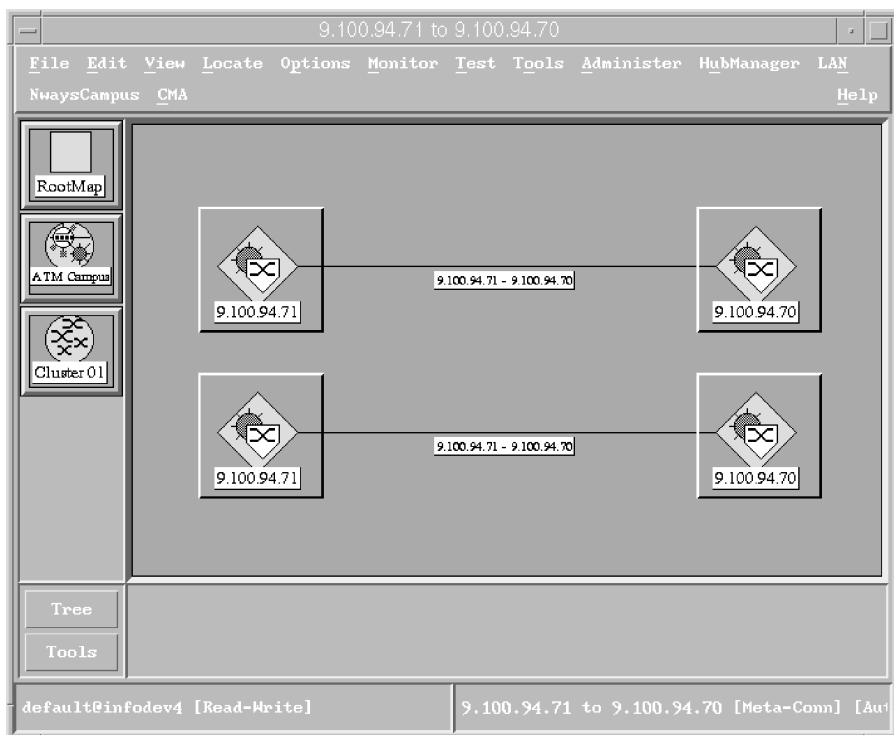 9.100.94.71 to 9.100.94.70
File Edit View Locate Options Monitor Test Tools Administer HubManager LAN
NwaysCampus CMA Help
RootMap
ATM Campus
Cluster 01
9.100.94.71
9.100.94.71 - 9.100.94.70
9.100.94.70
9.100.94.71
9.100.94.71 - 9.100.94.70
9.100.94.70
Tree
Tools
default@infodev4 [Read-Write]
9.100.94.71 to 9.100.94.70 [Meta-Conn] [Aut